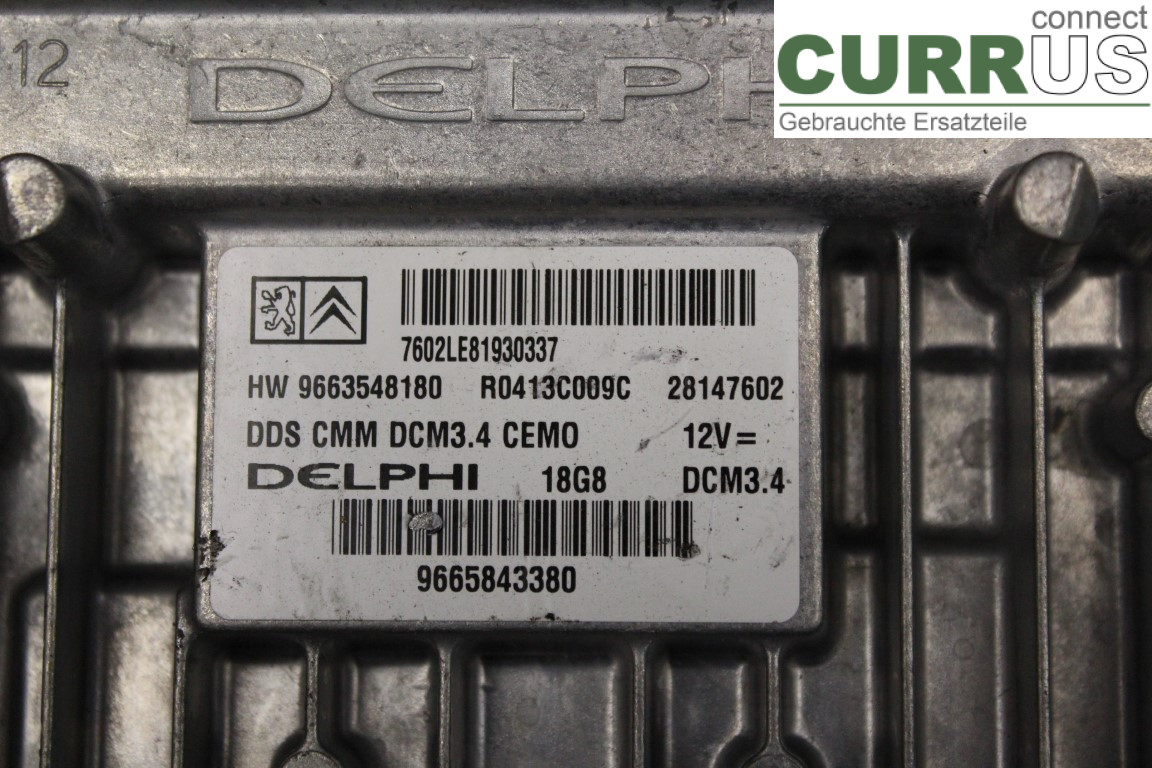 connect
CURRUS
Gebrauchte Ersatzteile
12
DELPH
7602LE81930337
HW 9663548180 R0413C009C 28147602
DDS CMM DCM3.4 CEMO 12V=
DELPHI 18G8 DCM3.4
9665843380